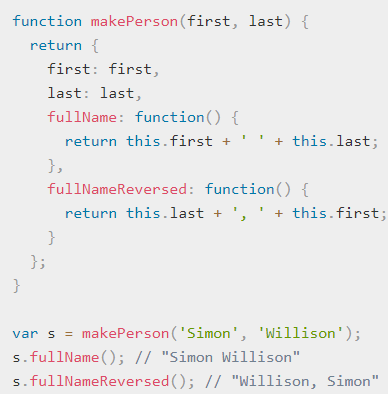 function makePerson(first, last) {
  return {
    first: first,
    last: last,
    fullName: function() {
      return this.first + ' ' + this.last;
    },
    fullNameReversed: function() {
      return this.last + ', ' + this.first;
    }
  };
}

var s = makePerson('Simon', 'Willison');
s.fullName(); // "Simon Willison"
s.fullNameReversed(); // "Willison, Simon"